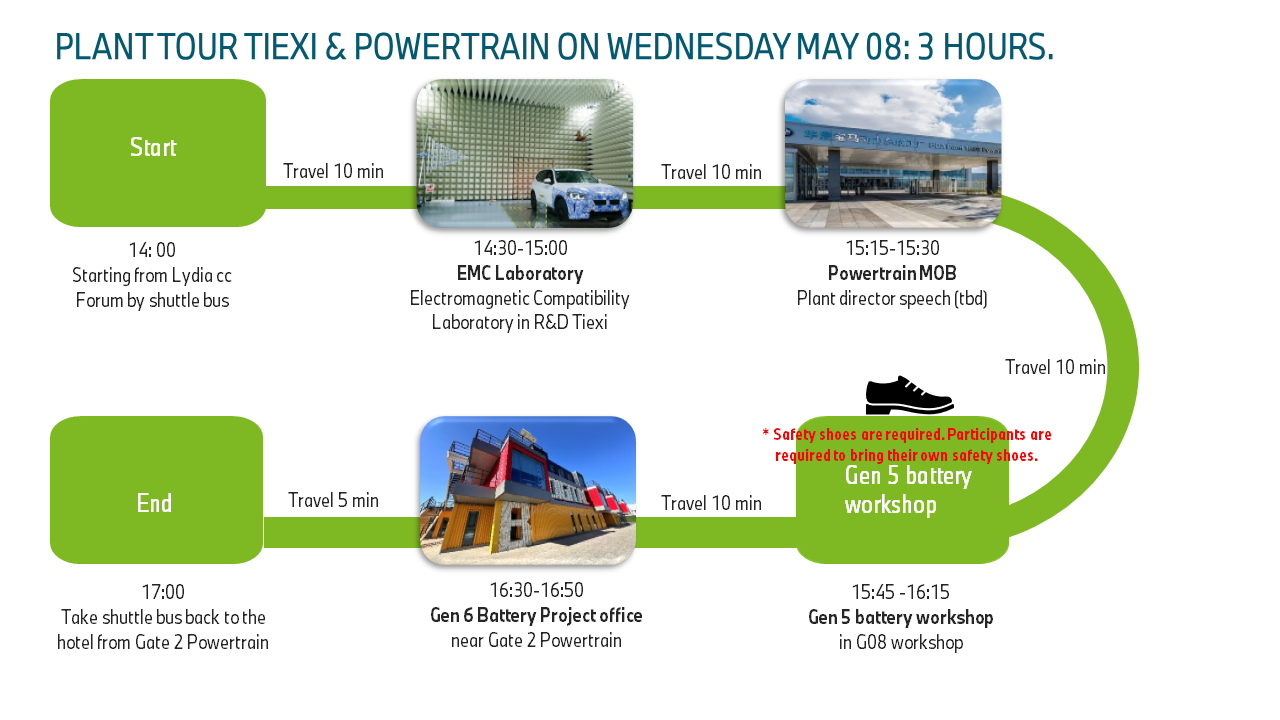 PLANT TOUR TIEXI & POWERTRAIN ON WEDNESDAY MAY 08: 3 HOURS.
Start
Travel 10 min
Travel 10 min
14: 00
Starting from Lydia cc
Forum by shuttle bus
14:30-15:00
EMC Laboratory
Electromagnetic Compatibility
Laboratory in R&D Tiexi
15:15-15:30
Powertrain MOB
Plant director speech (tbd)
Travel 10 min
* Safety shoes are required. Participants are
required to bring their own safety shoes.
Gen 5 battery
workshop
Travel 10 min
Travel 5 min
End
15:45 -16:15
Gen 5 battery workshop
in G08 workshop
16:30-16:50
Gen 6 Battery Project office
near Gate 2 Powertrain
17:00
Take shuttle bus back to the
hotel from Gate 2 Powertrain